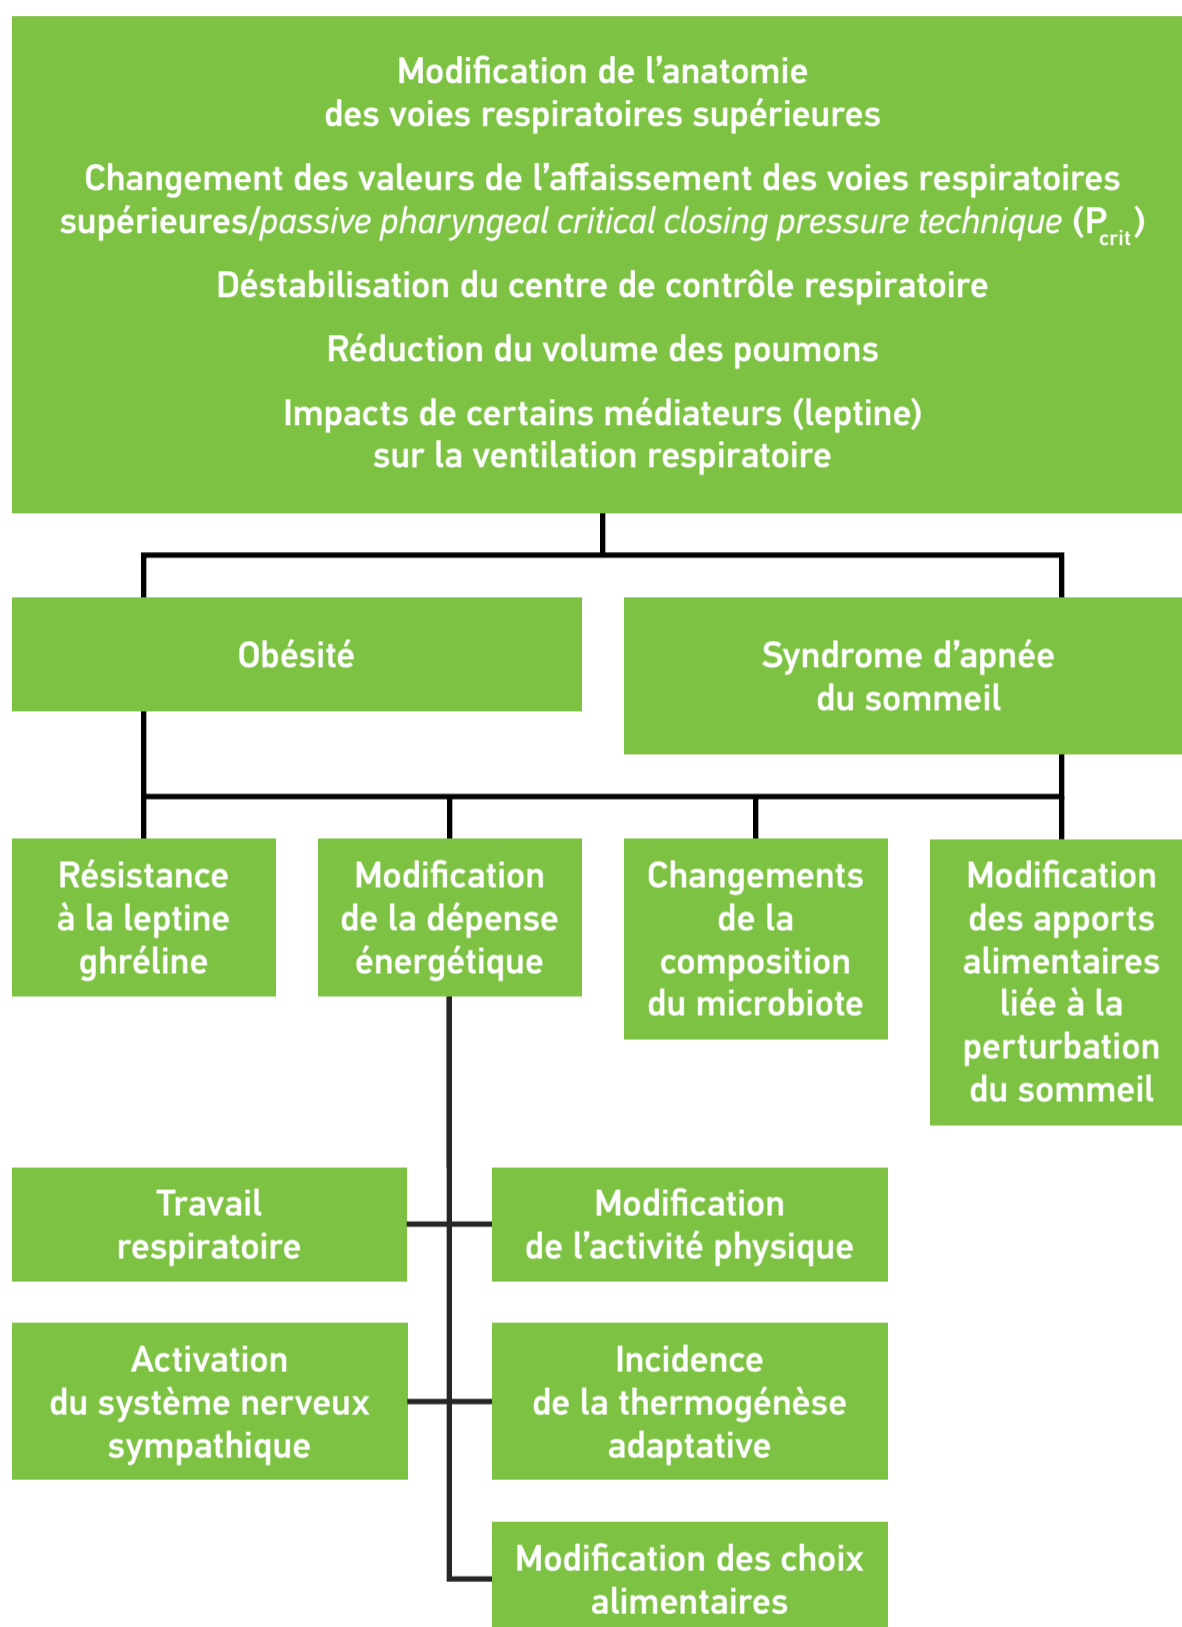 Modification de l’anatomie
des voies respiratoires supérieures
Changement des valeurs de l’affaissement des voies respiratoires
supérieures/passive pharyngeal critical closing pressure technique (Pcrit)
Déstabilisation du centre de contrôle respiratoire
Réduction du volume des poumons
Impacts de certains médiateurs (leptine)
sur la ventilation respiratoire
Obésité
Syndrome d’apnée
du sommeil
Résistance
à la leptine
ghréline
Modification
de la dépense
énergétique
Changements
de la
composition
du microbiote
Modification
des apports
alimentaires
liée à la
perturbation
du sommeil
Travail
respiratoire
Modification
de l’activité physique
Activation
du système nerveux
sympathique
Incidence
de la thermogénèse
adaptative
Modification des choix
alimentaires